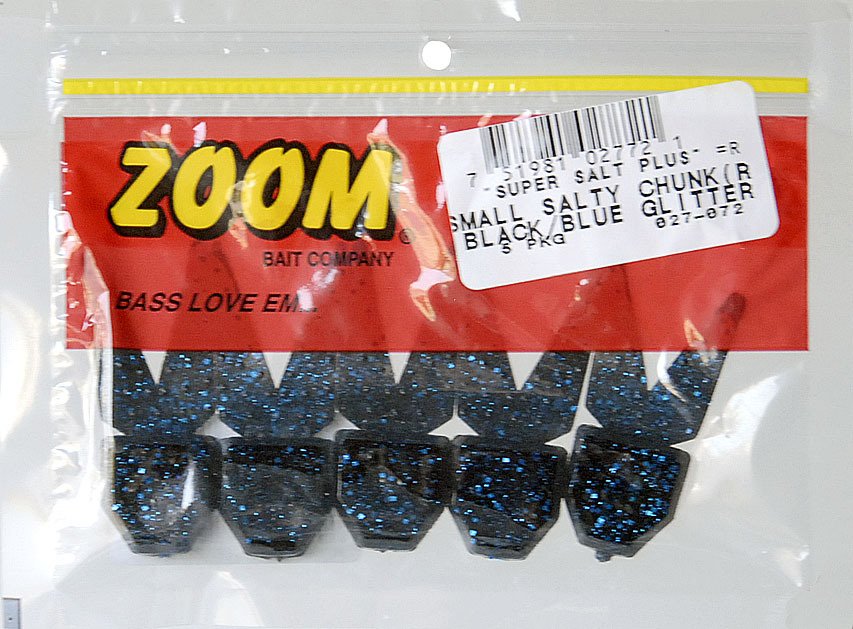 ZOOM®
BAIT COMPANY
BASS LOVE EM...
7 51981 02772 1 =R
-SUPER SALT PLUS-
SMALL SALTY CHUNK(R
BLACK/BLUE GLITTER
5 PKG 027-072